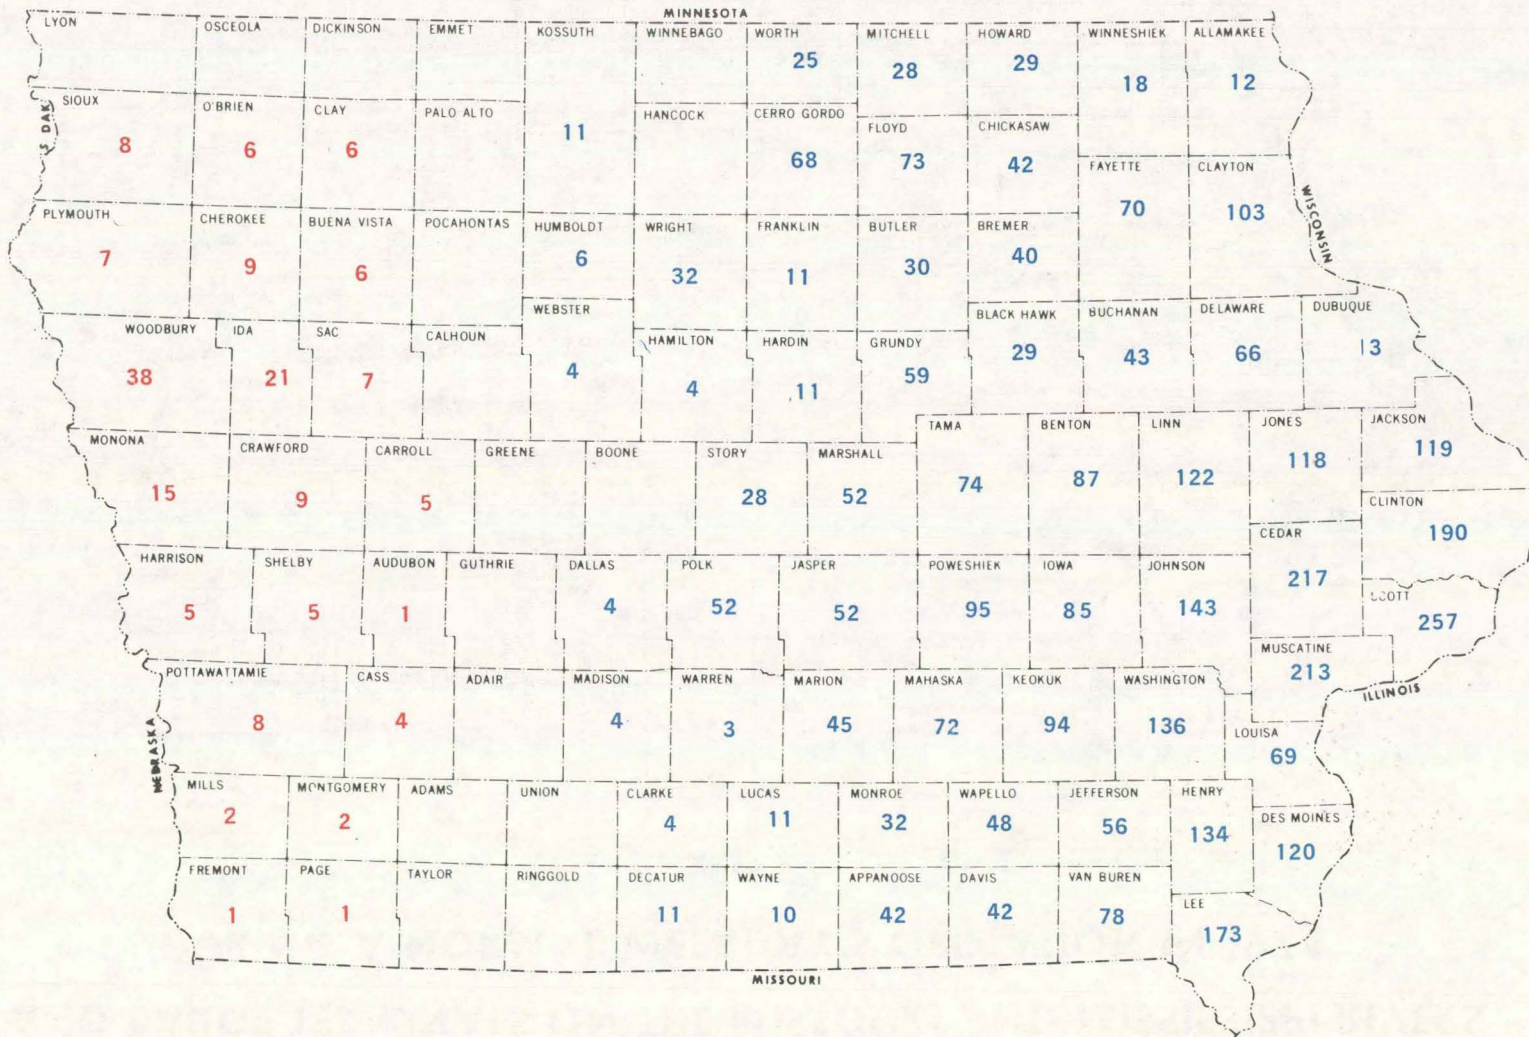 MINNESOTA
LYON OSCEOLA DICKINSON EMMET KOSSUTH WINNEBAGO WORTH MITCHELL HOWARD WINNESHIEK ALLAMAKEE
11 25 28 29 18 12
S DAK
SIOUX O'BRIEN CLAY PALO ALTO HANCOCK CERRO GORDO FLOYD CHICKASAW FAYETTE CLAYTON
8 6 6 68 73 42 70 103
WISCONSIN
PLYMOUTH CHEROKEE BUENA VISTA POCAHONTAS HUMBOLDT WRIGHT FRANKLIN BUTLER BREMER
7 9 6 6 32 11 30 40
WOODBURY IDA SAC CALHOUN WEBSTER HAMILTON HARDIN GRUNDY BLACK HAWK BUCHANAN DELAWARE DUBUQUE
38 21 7 4 4 11 59 29 43 66 13
MONONA CRAWFORD CARROLL GREENE BOONE STORY MARSHALL TAMA BENTON LINN JONES JACKSON
15 9 5 28 52 74 87 122 118 119
CLINTON
190
HARRISON SHELBY AUDUBON GUTHRIE DALLAS POLK JASPER POWESHIEK IOWA JOHNSON CEDAR SCOTT
5 5 1 4 52 52 95 85 143 217 257
MUSCATINE
213
ILLINOIS
NEBRASKA
POTTAWATTAMIE CASS ADAIR MADISON WARREN MARION MAHASKA KEOKUK WASHINGTON LOUISA
8 4 4 3 45 72 94 136 69
MILLS MONTGOMERY ADAMS UNION CLARKE LUCAS MONROE WAPELLO JEFFERSON HENRY DES MOINES
2 2 4 11 32 48 56 134 120
FREMONT PAGE TAYLOR RINGGOLD DECATUR WAYNE APPANOOSE DAVIS VAN BUREN LEE
1 1 11 10 42 42 78 173
MISSOURI